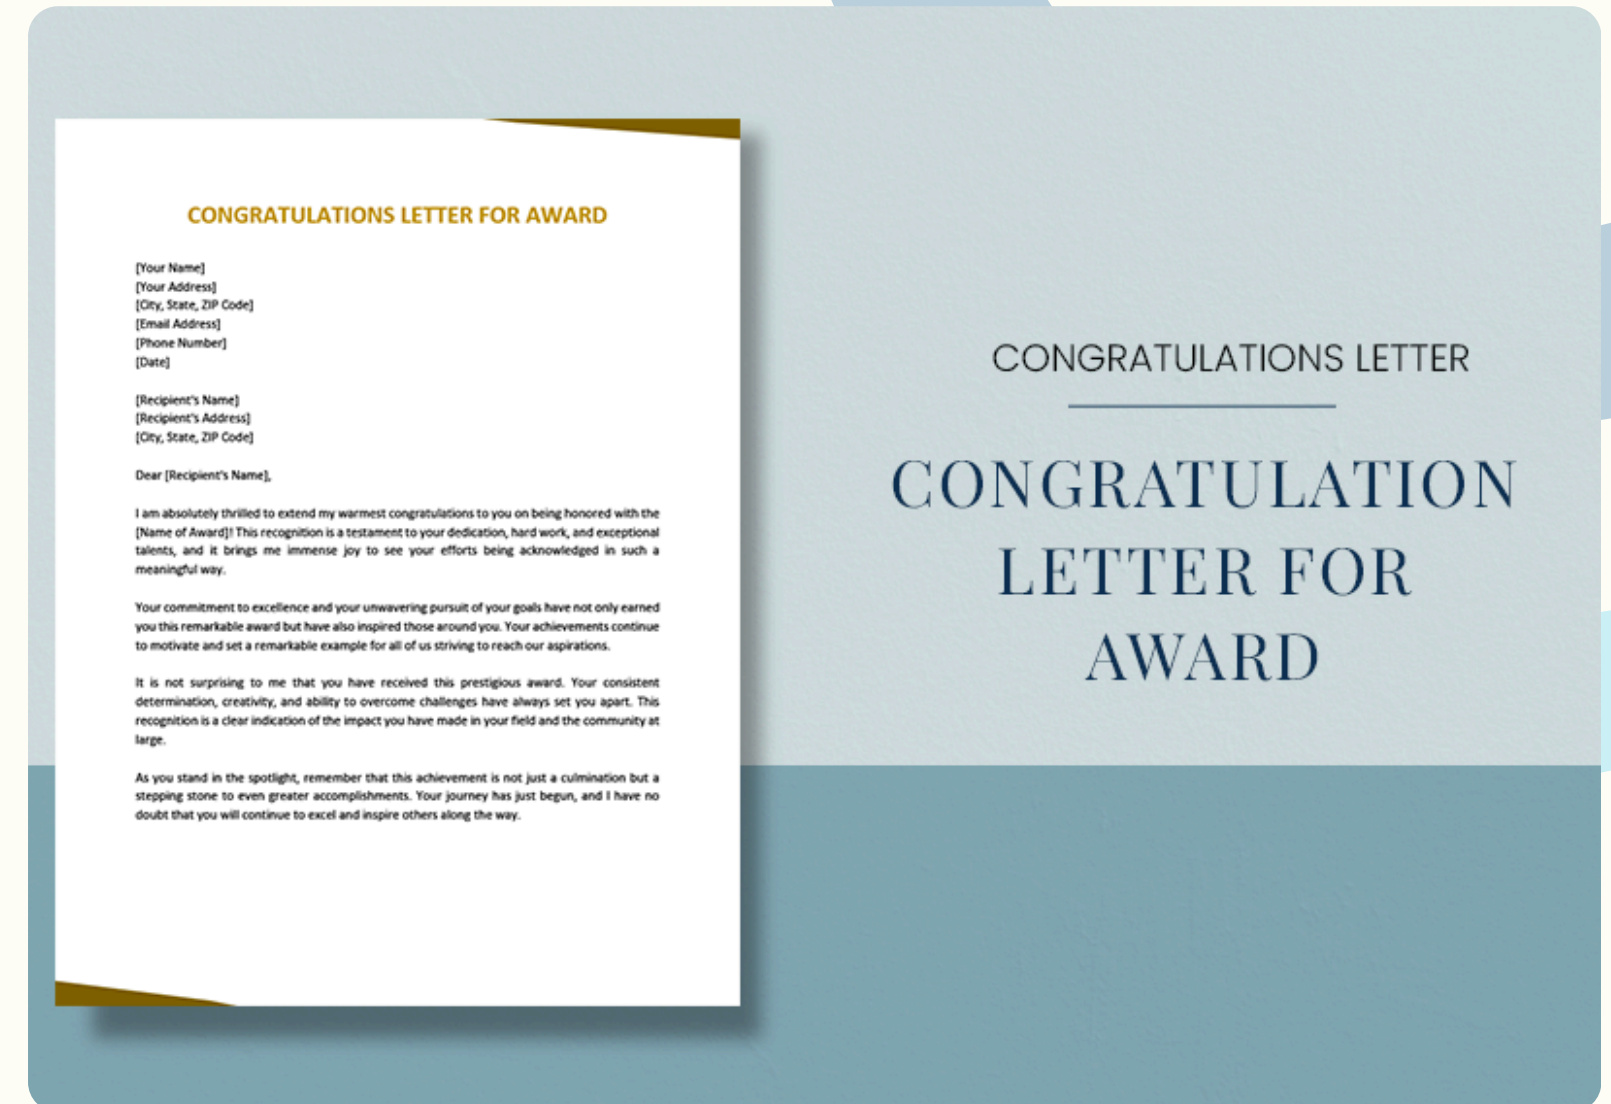 CONGRATULATIONS LETTER FOR AWARD
[Your Name]
[Your Address]
[City, State, ZIP Code]
[Email Address]
[Phone Number]
[Date]
[Recipient's Name]
[Recipient's Address]
[City, State, ZIP Code]
Dear [Recipient's Name],
I am absolutely thrilled to extend my warmest congratulations to you on being honored with the
[Name of Award]! This recognition is a testament to your dedication, hard work, and exceptional
talents, and it brings me immense joy to see your efforts being acknowledged in such a
meaningful way.
Your commitment to excellence and your unwavering pursuit of your goals have not only earned
you this remarkable award but have also inspired those around you. Your achievements continue
to motivate and set a remarkable example for all of us striving to reach our aspirations.
It is not surprising to me that you have received this prestigious award. Your consistent
determination, creativity, and ability to overcome challenges have always set you apart. This
recognition is a clear indication of the impact you have made in your field and the community at
large.
As you stand in the spotlight, remember that this achievement is not just a culmination but a
stepping stone to even greater accomplishments. Your journey has just begun, and I have no
doubt that you will continue to excel and inspire others along the way.
CONGRATULATIONS LETTER
CONGRATULATION
LETTER FOR
AWARD